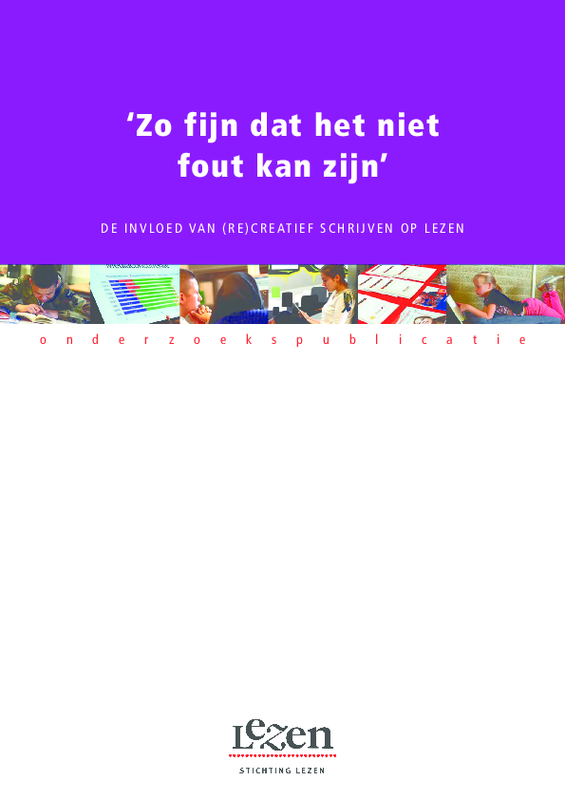 ‘Zo fijn dat het niet
fout kan zijn’
DE INVLOED VAN (RE)CREATIEF SCHRIJVEN OP LEZEN
onderzoekspublicatie
Lezen
STICHTING LEZEN